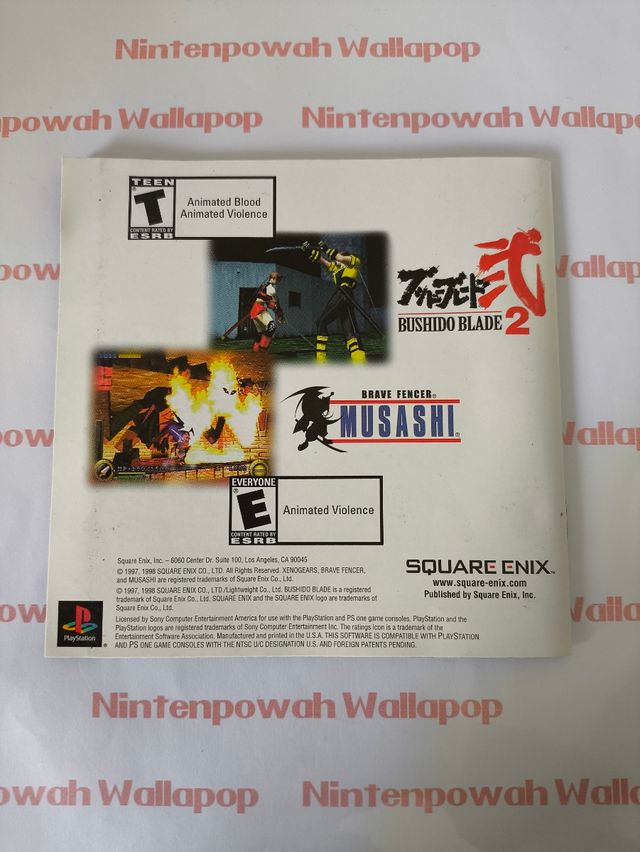 Nintenpowah Wallapop
powah Wallapop Nintenpowah Wallapo
TEEN
T
CONTENT RATED BY
ESRB
Animated Blood
Animated Violence
ブシドーブレード弐
BUSHIDO BLADE 2
BRAVE FENCER®
MUSASHI®
EVERYONE
E
CONTENT RATED BY
ESRB
Animated Violence
Square Enix, Inc. – 6060 Center Dr. Suite 100, Los Angeles, CA 90045
© 1997, 1998 SQUARE ENIX CO., LTD. All Rights Reserved. XENOGEARS, BRAVE FENCER,
and MUSASHI are registered trademarks of Square Enix Co., Ltd.
© 1997, 1998 SQUARE ENIX CO., LTD./Lightweight Co., Ltd. BUSHIDO BLADE is a registered
trademark of Square Enix Co., Ltd. SQUARE ENIX and the SQUARE ENIX logo are trademarks of
Square Enix Co., Ltd.
SQUARE ENIX™
www.square-enix.com
Published by Square Enix, Inc.
PlayStation
®
Licensed by Sony Computer Entertainment America for use with the PlayStation and PS one game consoles. PlayStation and the
PlayStation logos are registered trademarks of Sony Computer Entertainment Inc. The ratings icon is a trademark of the
Entertainment Software Association. Manufactured and printed in the U.S.A. THIS SOFTWARE IS COMPATIBLE WITH PLAYSTATION
AND PS ONE GAME CONSOLES WITH THE NTSC U/C DESIGNATION U.S. AND FOREIGN PATENTS PENDING.
Nintenpowah Wallapop
owah Wallapop Nintenpowah Walla